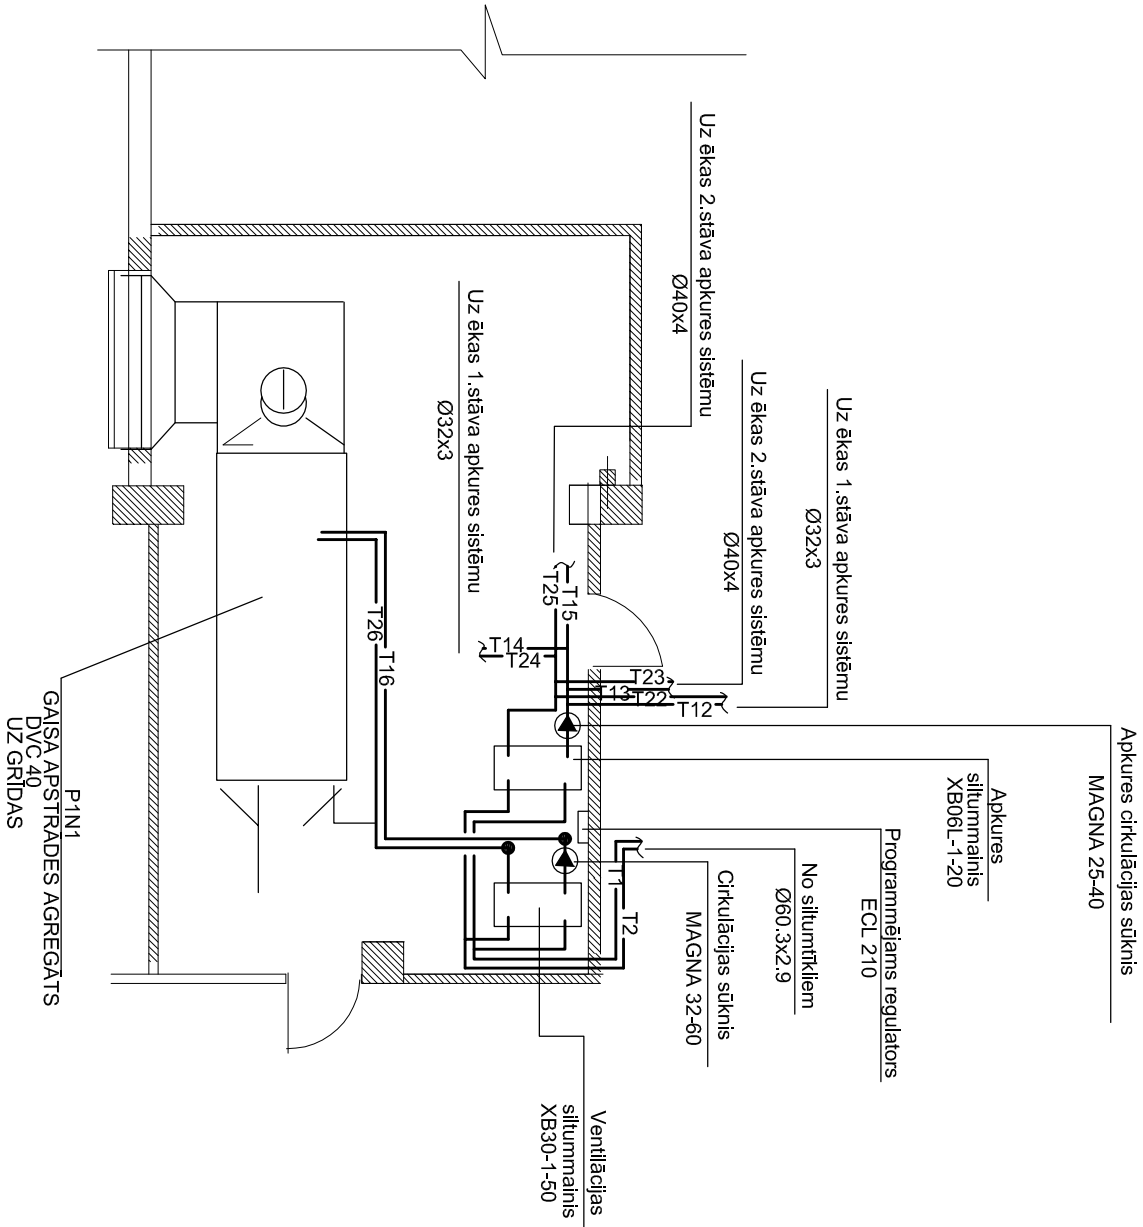 Uz ēkas 2.stāva apkures sistēmu
Ø40x4
Uz ēkas 1.stāva apkures sistēmu
Ø32x3
Uz ēkas 2.stāva apkures sistēmu
Ø40x4
Uz ēkas 1.stāva apkures sistēmu
Ø32x3
T15
T25
T14
T24
T23
T13
T22
T12
T26
T16
T1
T2
Apkures cirkulācijas sūknis
MAGNA 25-40
Apkures
siltummainis
XB06L-1-20
Programmējams regulators
ECL 210
No siltumtīkliem
Ø60.3x2.9
Cirkulācijas sūknis
MAGNA 32-60
Ventilācijas
siltummainis
XB30-1-50
P1N1
GAISA APSTRĀDES AGREGĀTS
DVC 40
UZ GRĪDAS